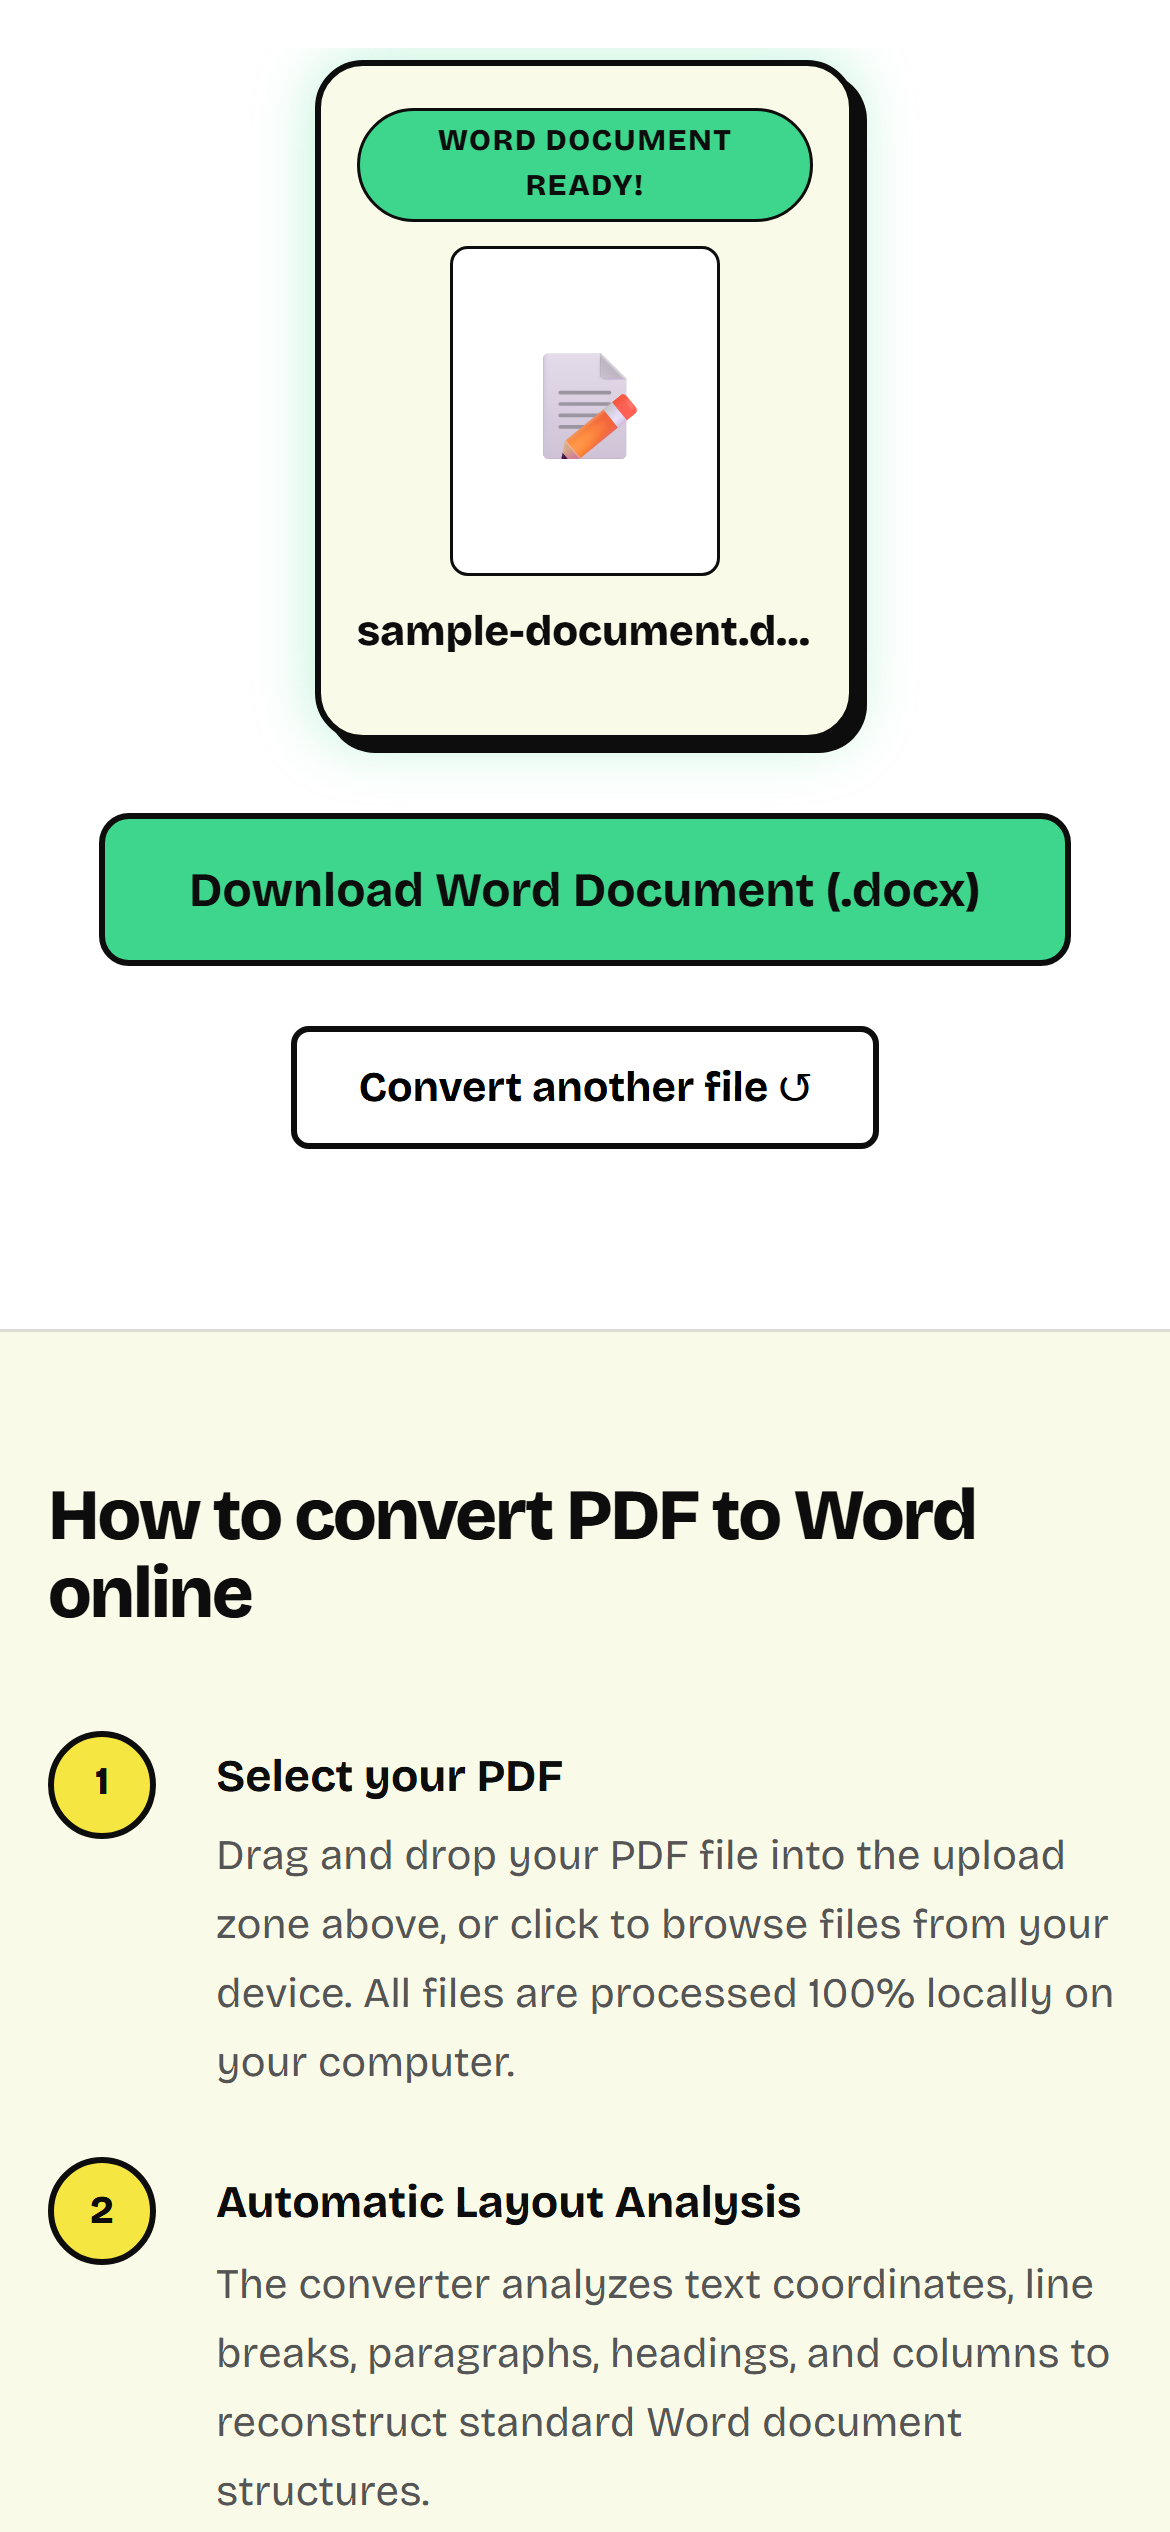 WORD DOCUMENT
READY!
sample-document.d...
Download Word Document (.docx)
Convert another file ↺
How to convert PDF to Word
online
1
Select your PDF
Drag and drop your PDF file into the upload
zone above, or click to browse files from your
device. All files are processed 100% locally on
your computer.
2
Automatic Layout Analysis
The converter analyzes text coordinates, line
breaks, paragraphs, headings, and columns to
reconstruct standard Word document
structures.